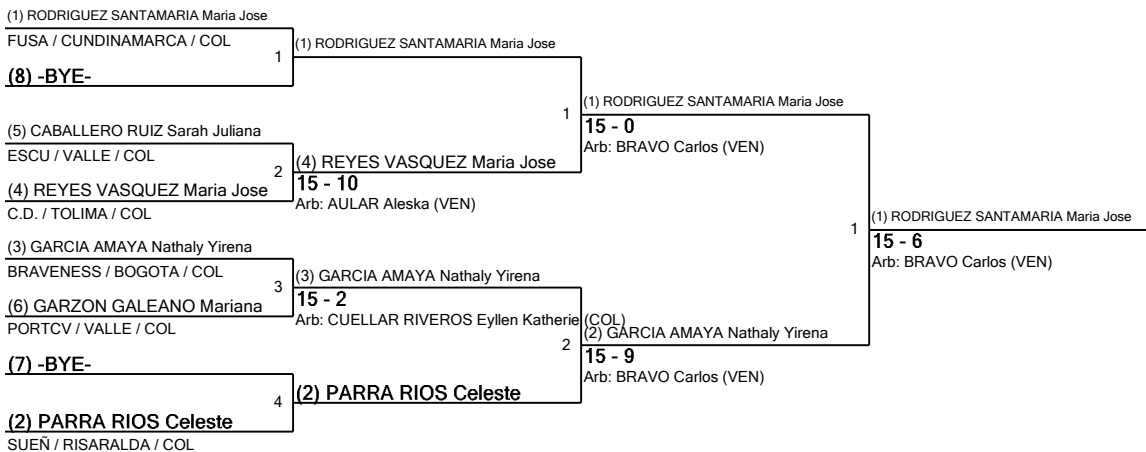 (1) RODRIGUEZ SANTAMARIA Maria Jose
FUSA / CUNDINAMARCA / COL
1
(8) -BYE-
(5) CABALLERO RUIZ Sarah Juliana
ESCU / VALLE / COL
2
(4) REYES VASQUEZ Maria Jose
C.D. / TOLIMA / COL
(3) GARCIA AMAYA Nathaly Yirena
BRAVENESS / BOGOTA / COL
3
(6) GARZON GALEANO Mariana
PORTCV / VALLE / COL
(7) -BYE-
4
(2) PARRA RIOS Celeste
SUEÑ / RISARALDA / COL
(1) RODRIGUEZ SANTAMARIA Maria Jose
1
(4) REYES VASQUEZ Maria Jose
15 - 10
Arb: AULAR Aleska (VEN)
(3) GARCIA AMAYA Nathaly Yirena
15 - 2
Arb: CUELLAR RIVEROS Eyllen Katherie (COL)
2
(2) PARRA RIOS Celeste
(1) RODRIGUEZ SANTAMARIA Maria Jose
15 - 0
Arb: BRAVO Carlos (VEN)
1
(2) GARCIA AMAYA Nathaly Yirena
15 - 9
Arb: BRAVO Carlos (VEN)
(1) RODRIGUEZ SANTAMARIA Maria Jose
15 - 6
Arb: BRAVO Carlos (VEN)